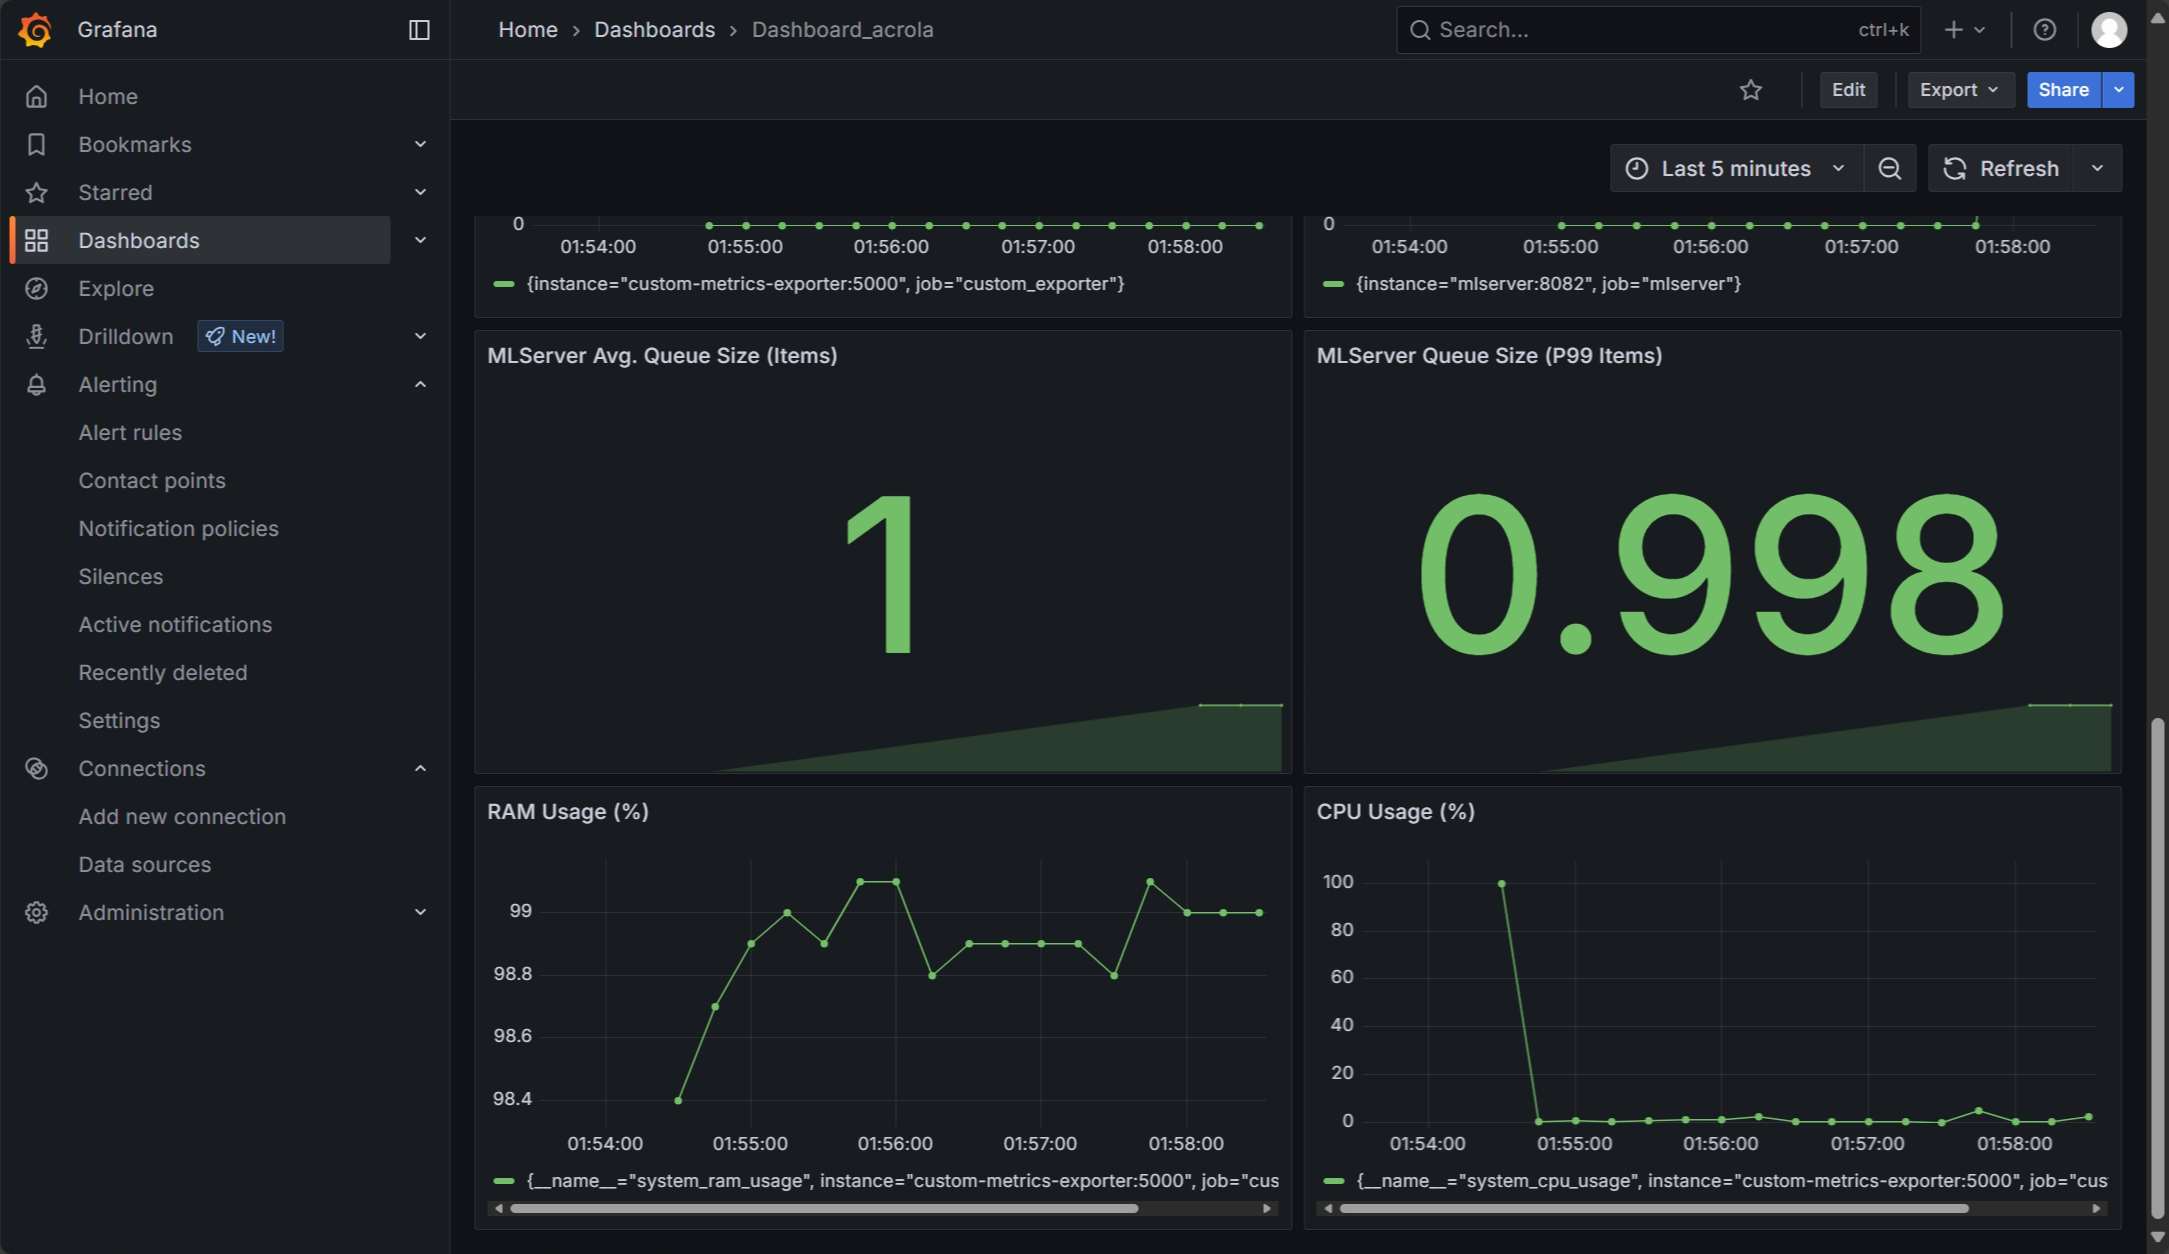 Grafana
Home
Bookmarks
Starred
Dashboards
Explore
Drilldown New!
Alerting
Alert rules
Contact points
Notification policies
Silences
Active notifications
Recently deleted
Settings
Connections
Add new connection
Data sources
Administration
Home › Dashboards › Dashboard_acrola
Search... ctrl+k
Edit Export Share
Last 5 minutes Refresh
0
01:54:00 01:55:00 01:56:00 01:57:00 01:58:00
{instance="custom-metrics-exporter:5000", job="custom_exporter"}
0
01:54:00 01:55:00 01:56:00 01:57:00 01:58:00
{instance="mlserver:8082", job="mlserver"}
MLServer Avg. Queue Size (Items)
1
MLServer Queue Size (P99 Items)
0.998
RAM Usage (%)
99
98.8
98.6
98.4
01:54:00 01:55:00 01:56:00 01:57:00 01:58:00
{__name__="system_ram_usage", instance="custom-metrics-exporter:5000", job="cus
CPU Usage (%)
100
80
60
40
20
0
01:54:00 01:55:00 01:56:00 01:57:00 01:58:00
{__name__="system_cpu_usage", instance="custom-metrics-exporter:5000", job="cus